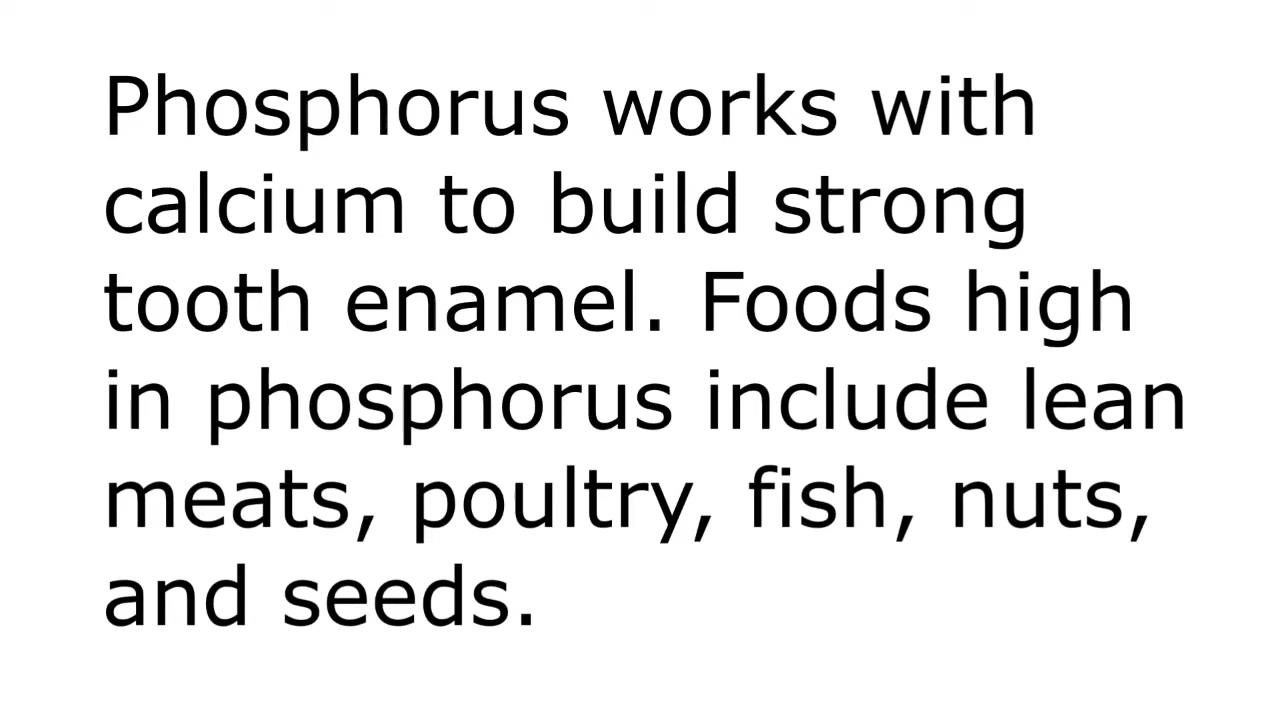 Phosphorus works with
calcium to build strong
tooth enamel. Foods high
in phosphorus include lean
meats, poultry, fish, nuts,
and seeds.